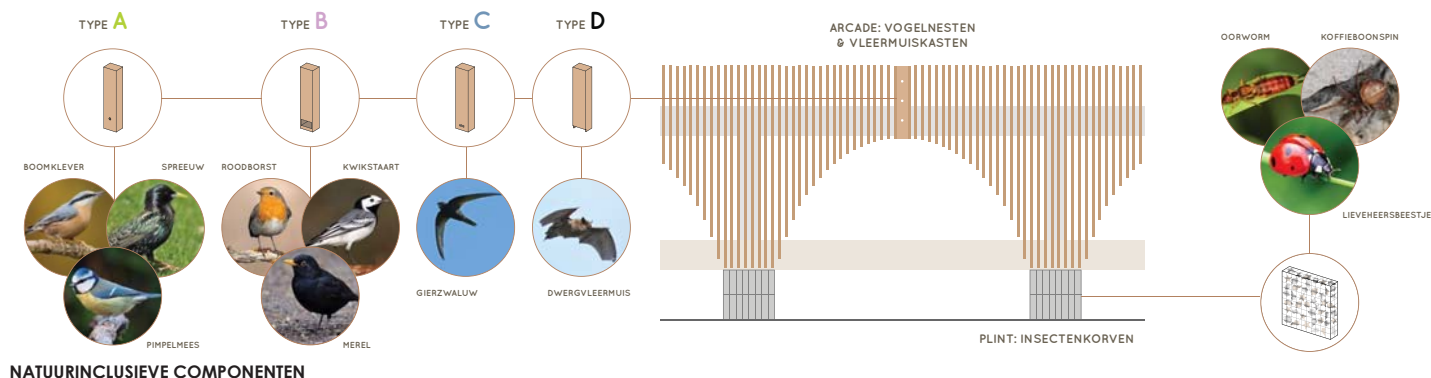 TYPE A
TYPE B
TYPE C
TYPE D
ARCADE: VOGELNESTEN
& VLEERMUISKASTEN
OORWORM
KOFFIEBOONSPIN
BOOMKLEVER
SPREEUW
ROODBORST
KWIKSTAART
LIEVEHEERSBEESTJE
GIERZWALUW
DWERGVLEERMUIS
PIMPELMEES
MEREL
PLINT: INSECTENKORVEN
NATUURINCLUSIEVE COMPONENTEN